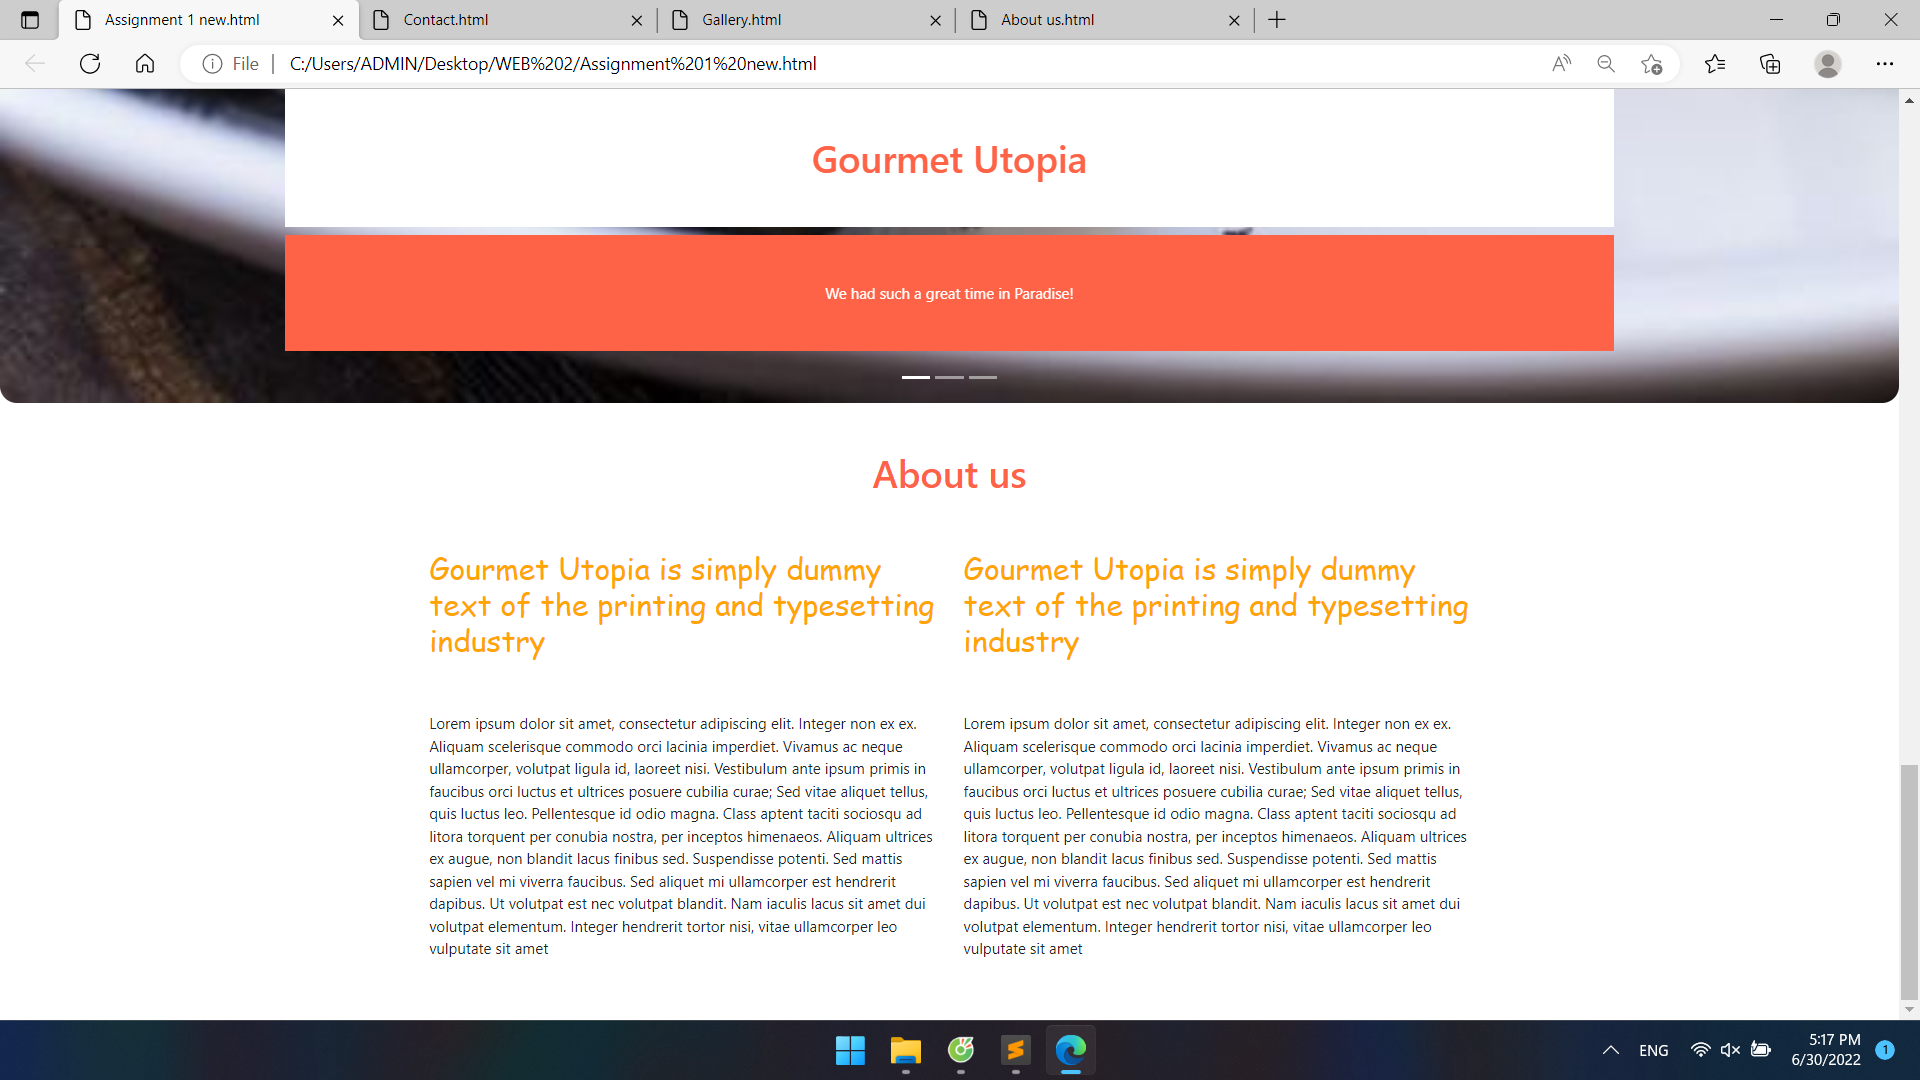 Assignment 1 new.html
Contact.html
Gallery.html
About us.html
File
C:/Users/ADMIN/Desktop/WEB%202/Assignment%201%20new.html
Gourmet Utopia
We had such a great time in Paradise!
About us
Gourmet Utopia is simply dummy
text of the printing and typesetting
industry
Lorem ipsum dolor sit amet, consectetur adipiscing elit. Integer non ex ex.
Aliquam scelerisque commodo orci lacinia imperdiet. Vivamus ac neque
ullamcorper, volutpat ligula id, laoreet nisi. Vestibulum ante ipsum primis in
faucibus orci luctus et ultrices posuere cubilia curae; Sed vitae aliquet tellus,
quis luctus leo. Pellentesque id odio magna. Class aptent taciti sociosqu ad
litora torquent per conubia nostra, per inceptos himenaeos. Aliquam ultrices
ex augue, non blandit lacus finibus sed. Suspendisse potenti. Sed mattis
sapien vel mi viverra faucibus. Sed aliquet mi ullamcorper est hendrerit
dapibus. Ut volutpat est nec volutpat blandit. Nam iaculis lacus sit amet dui
volutpat elementum. Integer hendrerit tortor nisi, vitae ullamcorper leo
vulputate sit amet
Gourmet Utopia is simply dummy
text of the printing and typesetting
industry
Lorem ipsum dolor sit amet, consectetur adipiscing elit. Integer non ex ex.
Aliquam scelerisque commodo orci lacinia imperdiet. Vivamus ac neque
ullamcorper, volutpat ligula id, laoreet nisi. Vestibulum ante ipsum primis in
faucibus orci luctus et ultrices posuere cubilia curae; Sed vitae aliquet tellus,
quis luctus leo. Pellentesque id odio magna. Class aptent taciti sociosqu ad
litora torquent per conubia nostra, per inceptos himenaeos. Aliquam ultrices
ex augue, non blandit lacus finibus sed. Suspendisse potenti. Sed mattis
sapien vel mi viverra faucibus. Sed aliquet mi ullamcorper est hendrerit
dapibus. Ut volutpat est nec volutpat blandit. Nam iaculis lacus sit amet dui
volutpat elementum. Integer hendrerit tortor nisi, vitae ullamcorper leo
vulputate sit amet
ENG
5:17 PM
6/30/2022
1